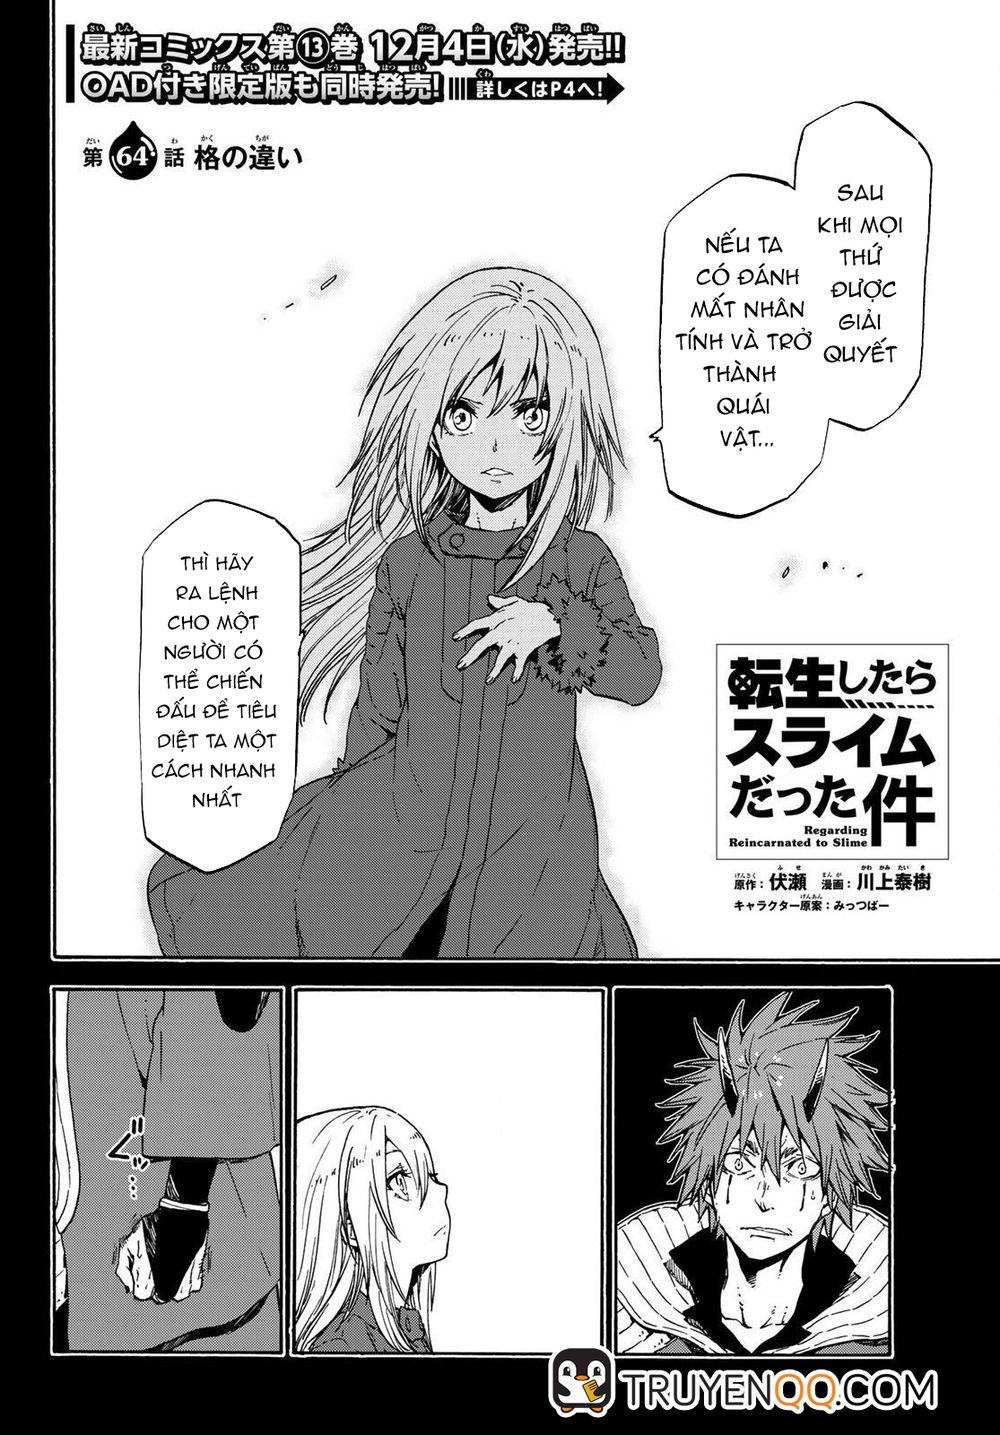 最新コミックス第13巻 12月4日(水)発売!!
OAD付き限定版も同時発売! 詳しくはP4へ!
第64話 格の違い
SAU
KHI MỌI
THỨ
ĐƯỢC
GIẢI
QUYẾT
NẾU TA
CÓ ĐÁNH
MẤT NHÂN
TÍNH VÀ TRỞ
THÀNH
QUÁI
VẬT...
THÌ HÃY
RA LỆNH
CHO MỘT
NGƯỜI CÓ
THỂ CHIẾN
ĐẤU ĐỂ TIÊU
DIỆT TA MỘT
CÁCH NHANH
NHẤT
転生したら
スライム
だった件
Regarding
Reincarnated to Slime
原作:伏瀬 漫画:川上泰樹
キャラクター原案:みっつばー
グッ…
TRUYENQQ.COM